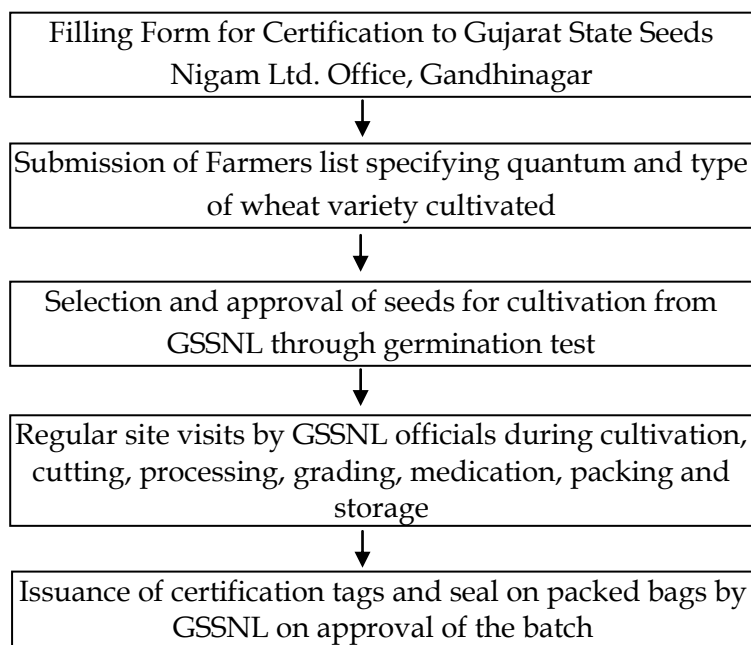 Filling Form for Certification to Gujarat State Seeds
Nigam Ltd. Office, Gandhinagar
Submission of Farmers list specifying quantum and type
of wheat variety cultivated
Selection and approval of seeds for cultivation from
GSSNL through germination test
Regular site visits by GSSNL officials during cultivation,
cutting, processing, grading, medication, packing and
storage
Issuance of certification tags and seal on packed bags by
GSSNL on approval of the batch